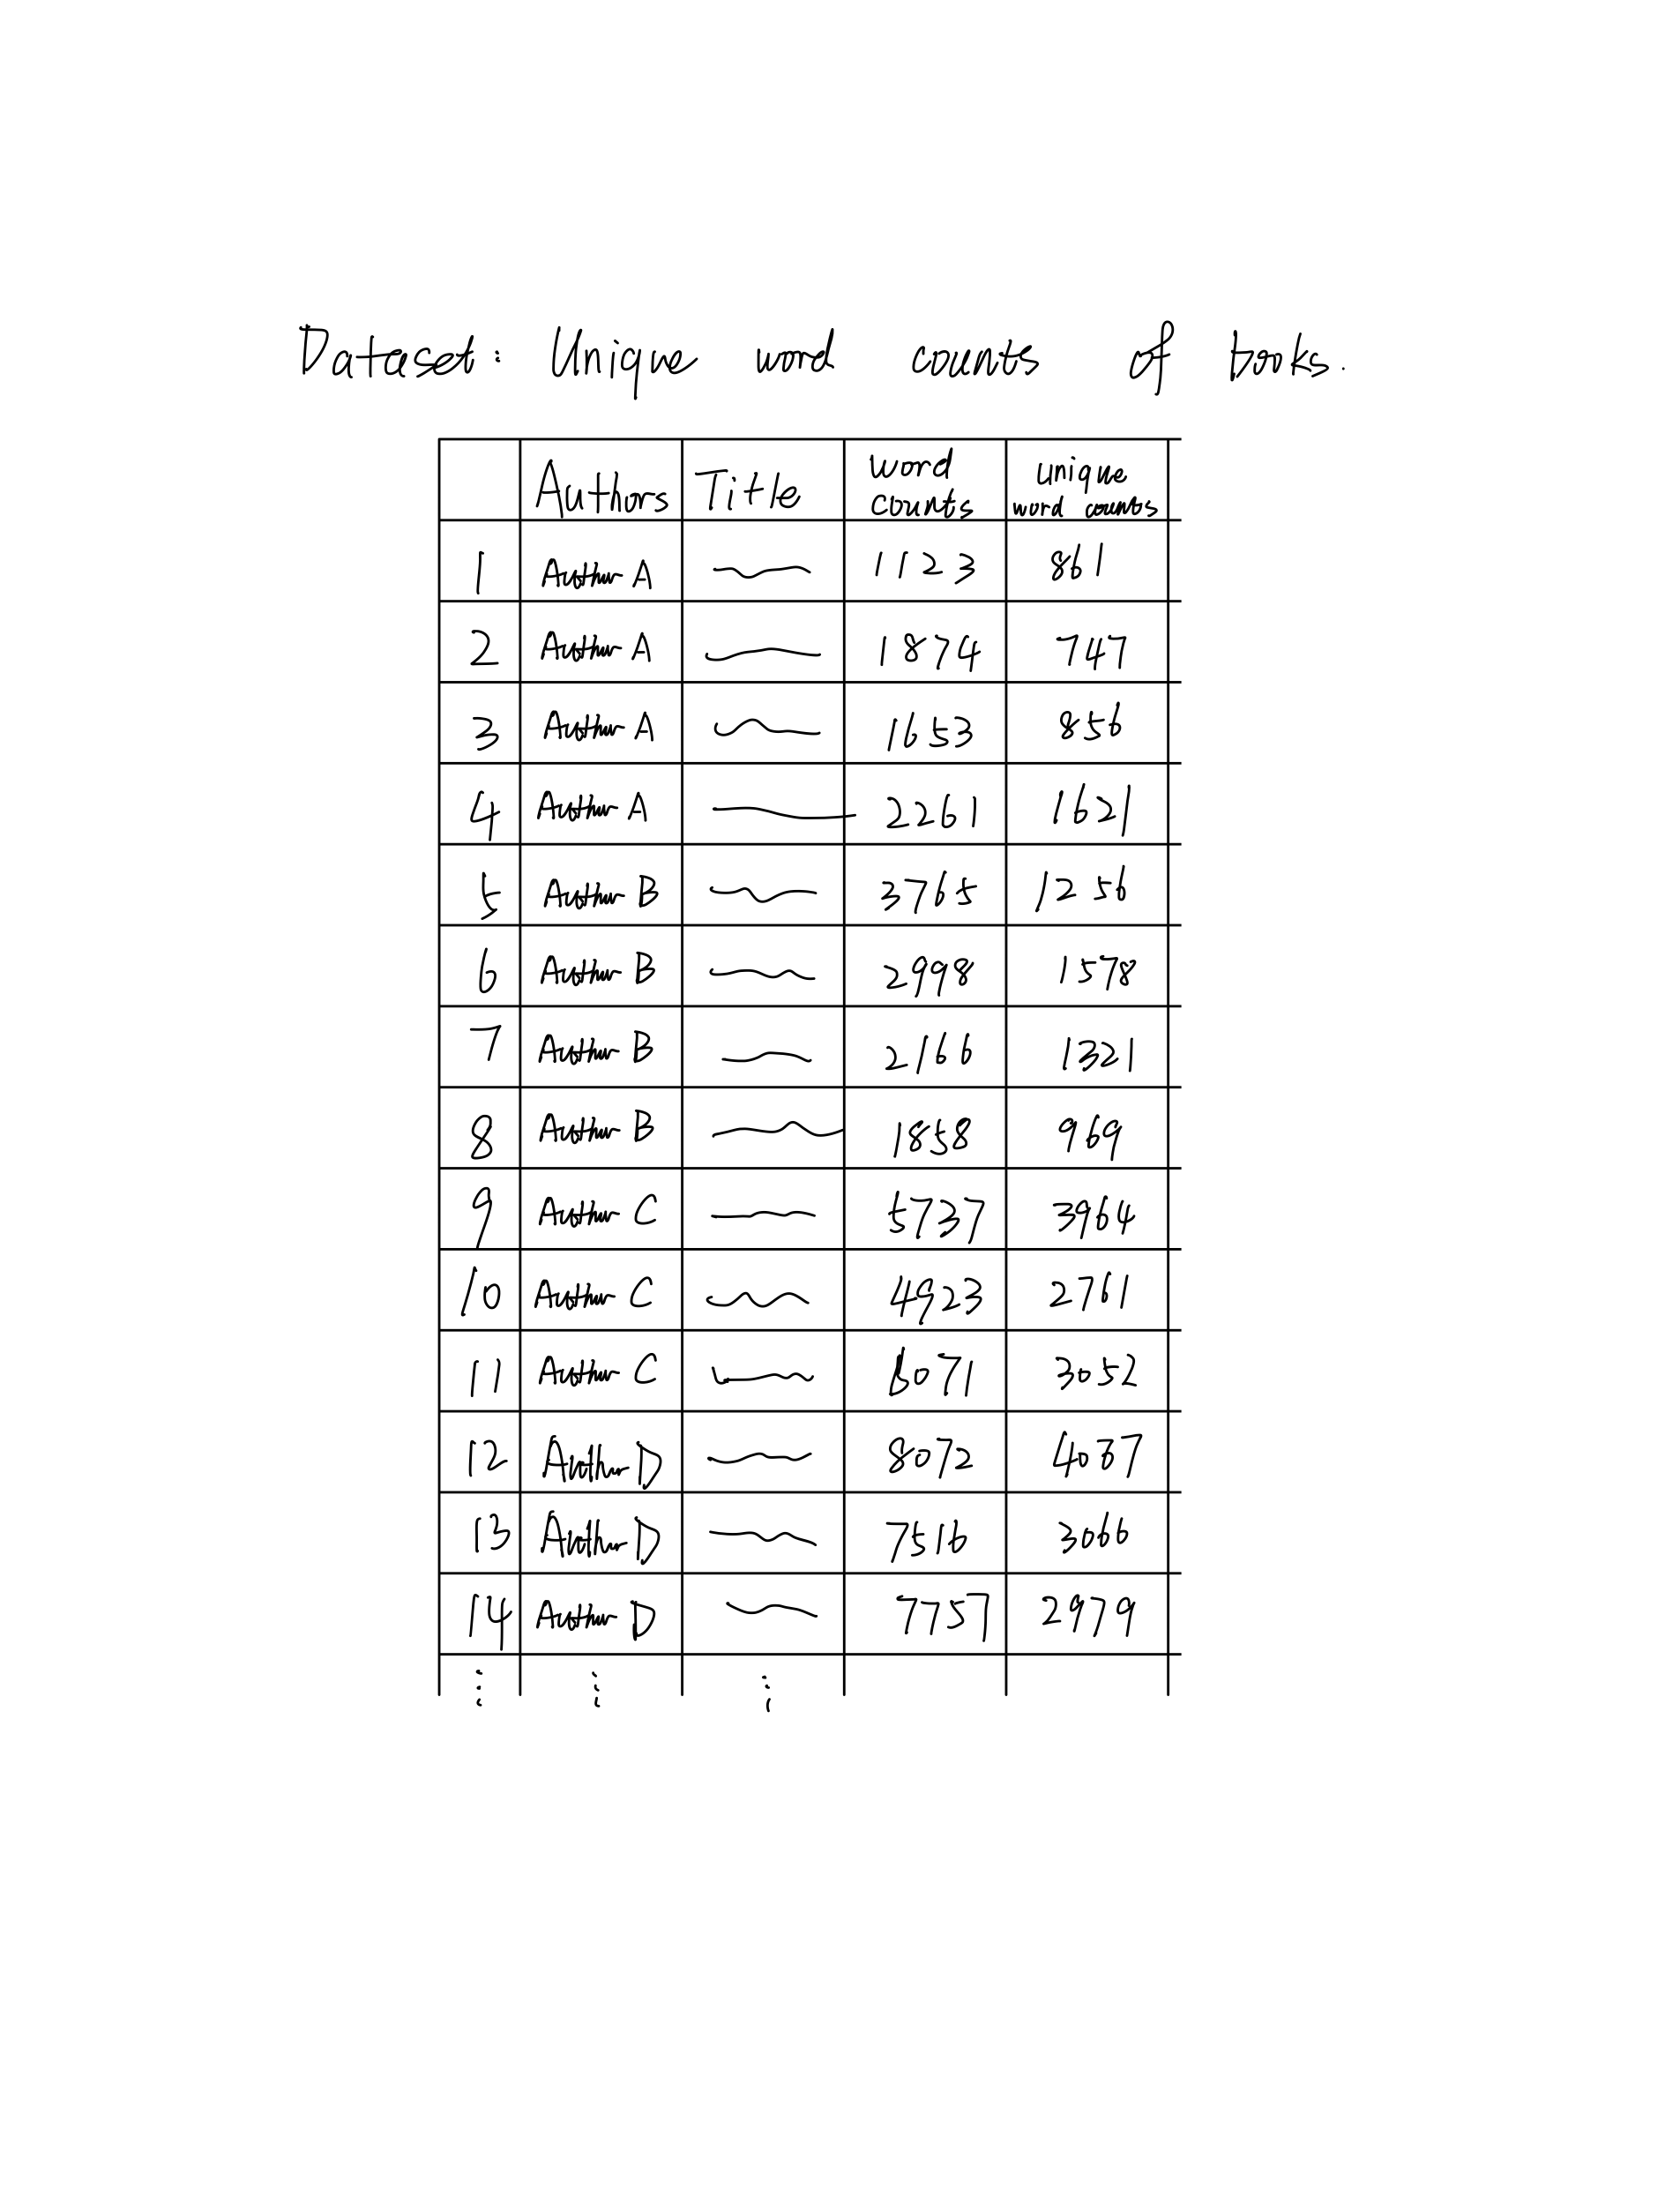 Dataset: Unique word counts of books.
Authors Title word counts unique word counts
1 Author A 1123 861
2 Author A 1874 747
3 Author A 1653 856
4 Author A 2261 1621
5 Author B 3765 1256
6 Author B 2998 1578
7 Author B 2166 1321
8 Author B 1858 969
9 Author C 5737 3964
10 Author C 4923 2761
11 Author C 6071 3052
12 Author D 8072
13 Author D 7516 3066
14 Author D 7757 2979